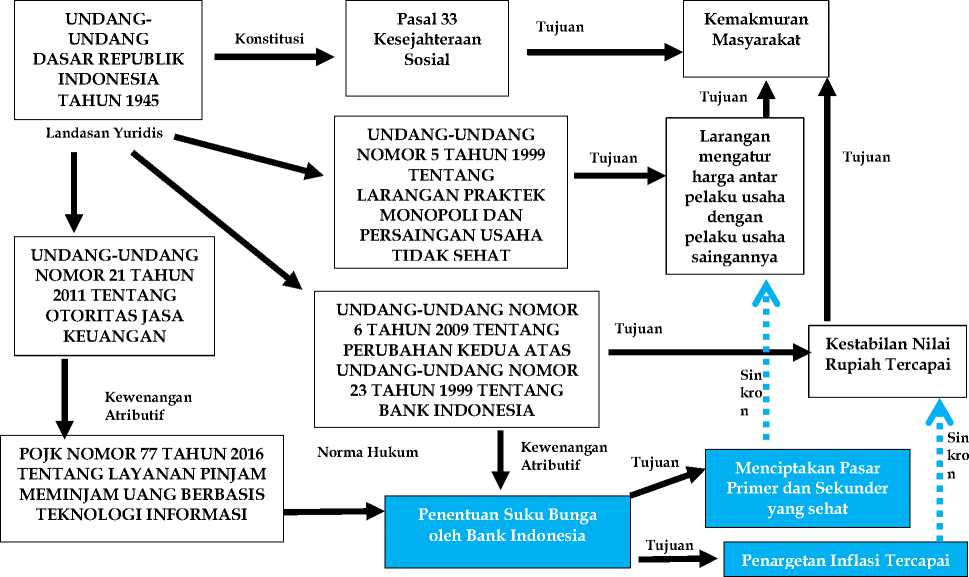 UNDANG-
UNDANG
DASAR REPUBLIK
INDONESIA
TAHUN 1945
Konstitusi
Pasal 33
Kesejahteraan
Sosial
Tujuan
Kemakmuran
Masyarakat
Landasan Yuridis
UNDANG-UNDANG
NOMOR 5 TAHUN 1999
TENTANG
LARANGAN PRAKTEK
MONOPOLI DAN
PERSAINGAN USAHA
TIDAK SEHAT
Tujuan
Larangan
mengatur
harga antar
pelaku usaha
dengan
pelaku usaha
saingannya
Tujuan
Tujuan
UNDANG-UNDANG
NOMOR 21 TAHUN
2011 TENTANG
OTORITAS JASA
KEUANGAN
UNDANG-UNDANG NOMOR
6 TAHUN 2009 TENTANG
PERUBAHAN KEDUA ATAS
UNDANG-UNDANG NOMOR
23 TAHUN 1999 TENTANG
BANK INDONESIA
Tujuan
Kestabilan Nilai
Rupiah Tercapai
Sin
kro
n
Kewenangan
Atributif
POJK NOMOR 77 TAHUN 2016
TENTANG LAYANAN PINJAM
MEMINJAM UANG BERBASIS
TEKNOLOGI INFORMASI
Norma Hukum
Kewenangan
Atributif
Penentuan Suku Bunga
oleh Bank Indonesia
Tujuan
Menciptakan Pasar
Primer dan Sekunder
yang sehat
Sin
kro
n
Tujuan
Penargetan Inflasi Tercapai